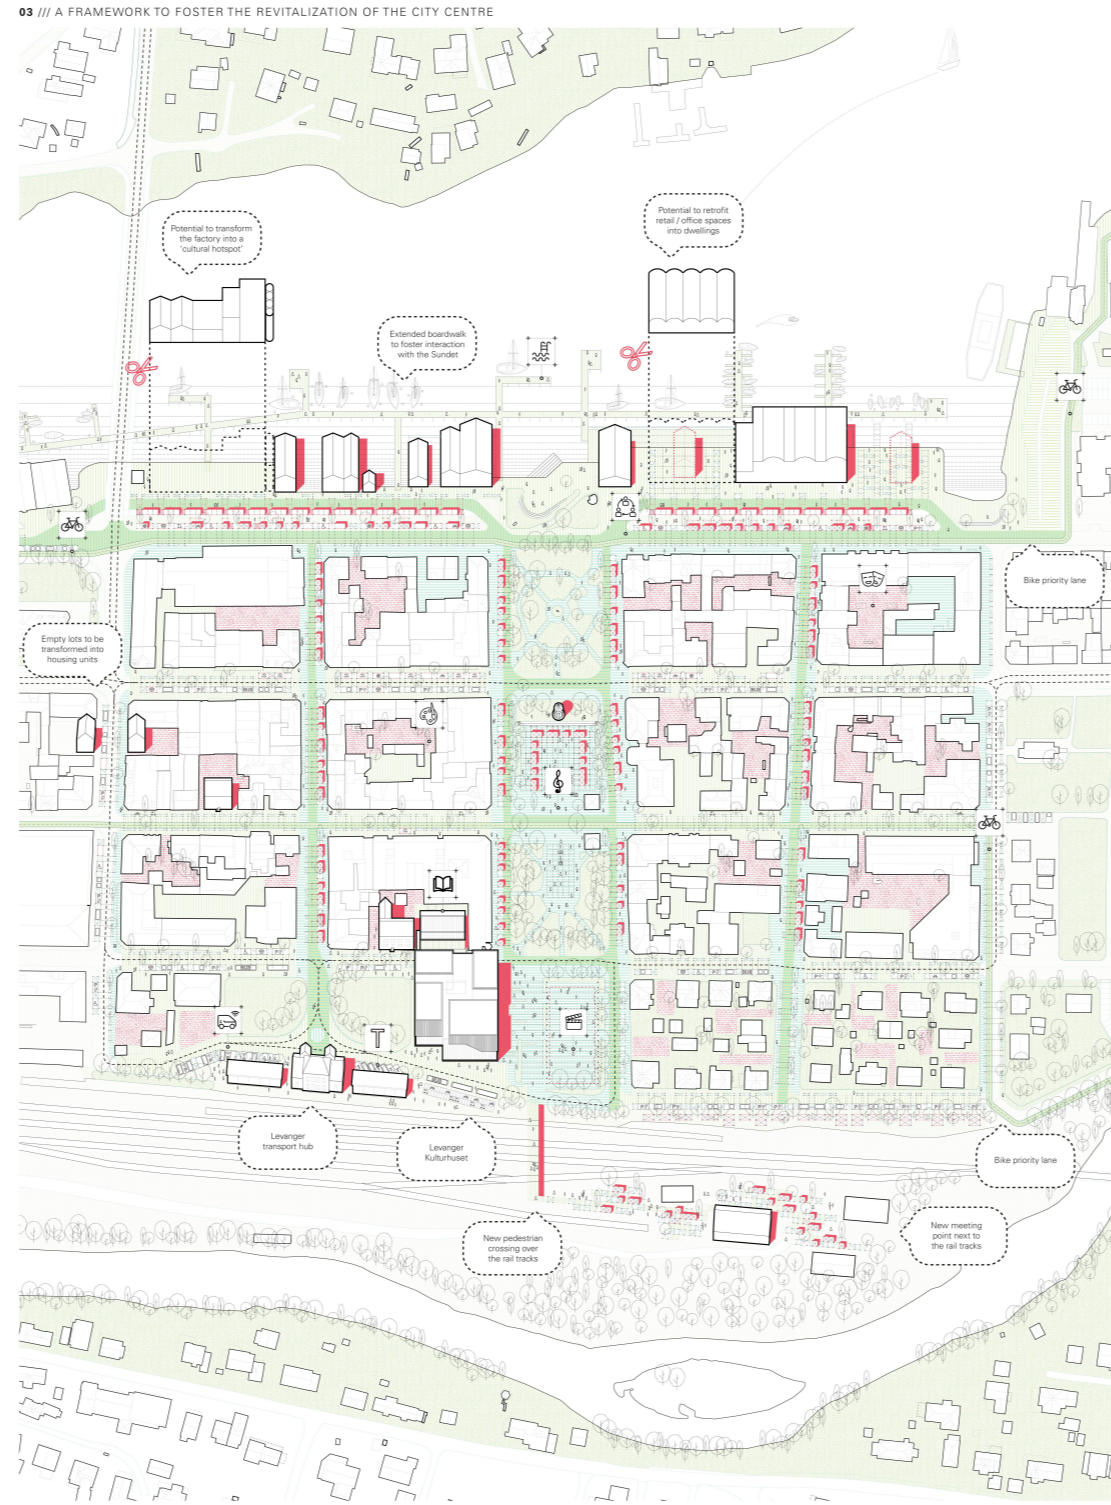 03 /// A FRAMEWORK TO FOSTER THE REVITALIZATION OF THE CITY CENTRE
Potential to transform
the factory into a
'cultural hotspot'
Potential to retrofit
retail / office spaces
into dwellings
Extended boardwalk
to foster interaction
with the Sundet
Bike priority lane
Empty lots to be
transformed into
housing units
Levanger
transport hub
Levanger
Kulturhuset
Bike priority lane
New pedestrian
crossing over
the rail tracks
New meeting
point next to
the rail tracks